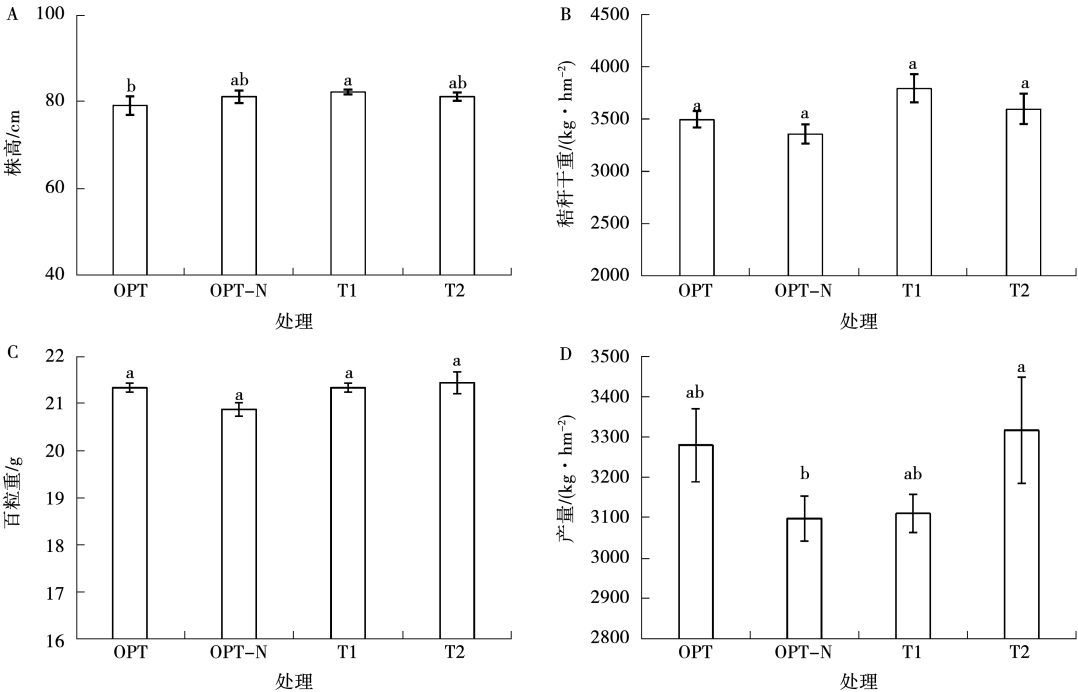 A
株高/cm
100
80
60
40
b
ab
a
ab
OPT
OPT-N
T1
T2
处理
B
秸秆干重/(kg·hm⁻²)
4500
4000
3500
3000
2500
2000
a
a
a
a
OPT
OPT-N
T1
T2
处理
C
百粒重/g
22
21
20
19
18
17
16
a
a
a
a
OPT
OPT-N
T1
T2
处理
D
产量/(kg·hm⁻²)
3500
3400
3300
3200
3100
3000
2900
2800
ab
b
ab
a
OPT
OPT-N
T1
T2
处理